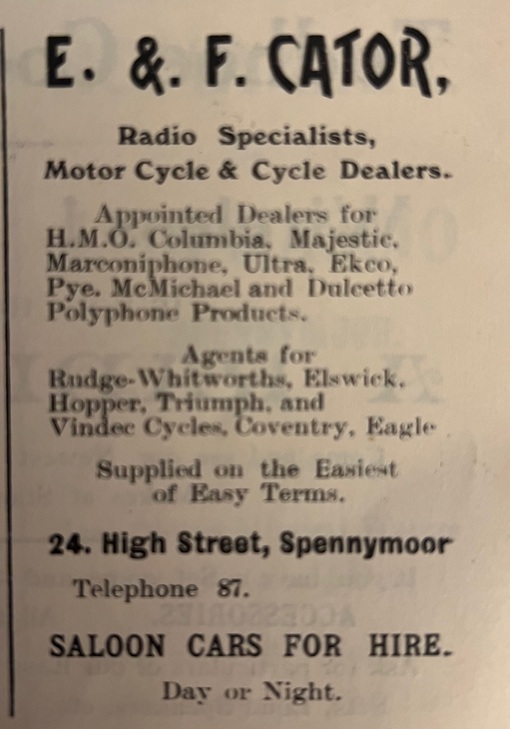 E. &. F. CATOR,
Radio Specialists,
Motor Cycle & Cycle Dealers.
Appointed Dealers for
H.M.O. Columbia, Majestic,
Marconiphone, Ultra, Ekco,
Pye, McMichael and Dulcetto
Polyphone Products.
Agents for
Rudge-Whitworths, Elswick,
Hopper, Triumph, and
Vindec Cycles, Coventry, Eagle
Supplied on the Easiest
of Easy Terms.
24. High Street, Spennymoor
Telephone 87.
SALOON CARS FOR HIRE.
Day or Night.